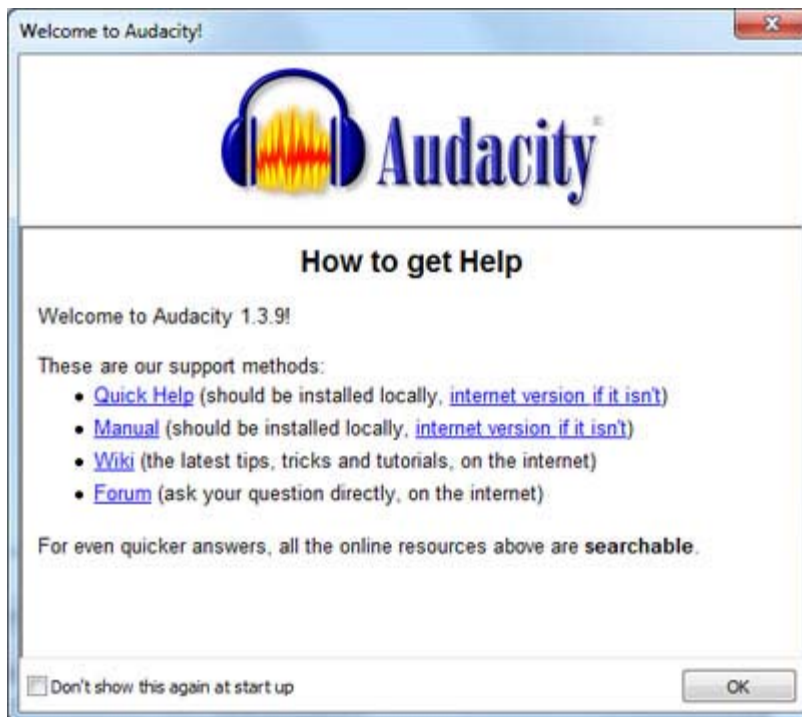 Welcome to Audacity!
Audacity®
How to get Help
Welcome to Audacity 1.3.9!
These are our support methods:
• Quick Help (should be installed locally, internet version if it isn't)
• Manual (should be installed locally, internet version if it isn't)
• Wiki (the latest tips, tricks and tutorials, on the internet)
• Forum (ask your question directly, on the internet)
For even quicker answers, all the online resources above are searchable.
Don't show this again at start up
OK